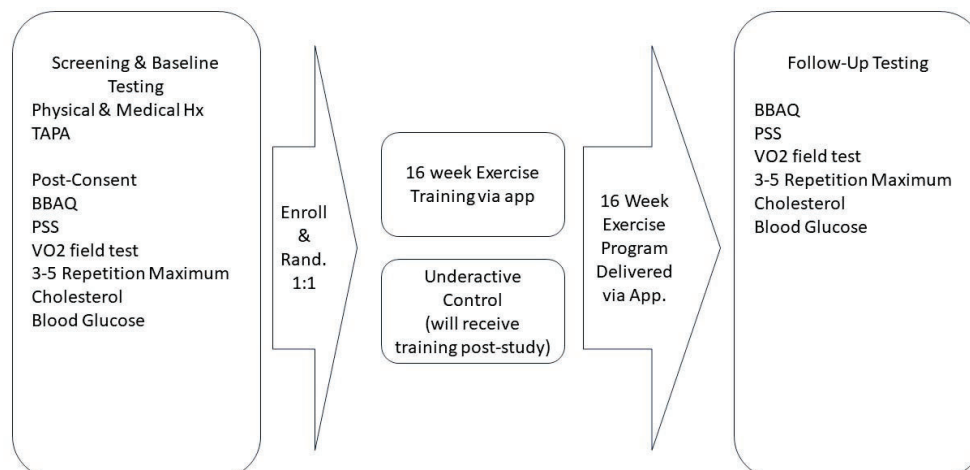 Screening & Baseline
Testing
Physical & Medical Hx
TAPA
Post-Consent
BBAQ
PSS
VO2 field test
3-5 Repetition Maximum
Cholesterol
Blood Glucose
Enroll
&
Rand.
1:1
16 week Exercise
Training via app
Underactive
Control
(will receive
training post-study)
16 Week
Exercise
Program
Delivered
via App.
Follow-Up Testing
BBAQ
PSS
VO2 field test
3-5 Repetition Maximum
Cholesterol
Blood Glucose